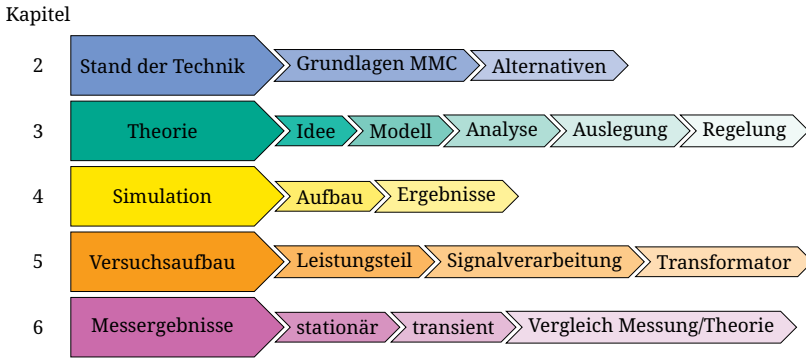 Kapitel
2 Stand der Technik Grundlagen MMC Alternativen
3 Theorie Idee Modell Analyse Auslegung Regelung
4 Simulation Aufbau Ergebnisse
5 Versuchsaufbau Leistungsteil Signalverarbeitung Transformator
6 Messergebnisse stationär transient Vergleich Messung/Theorie